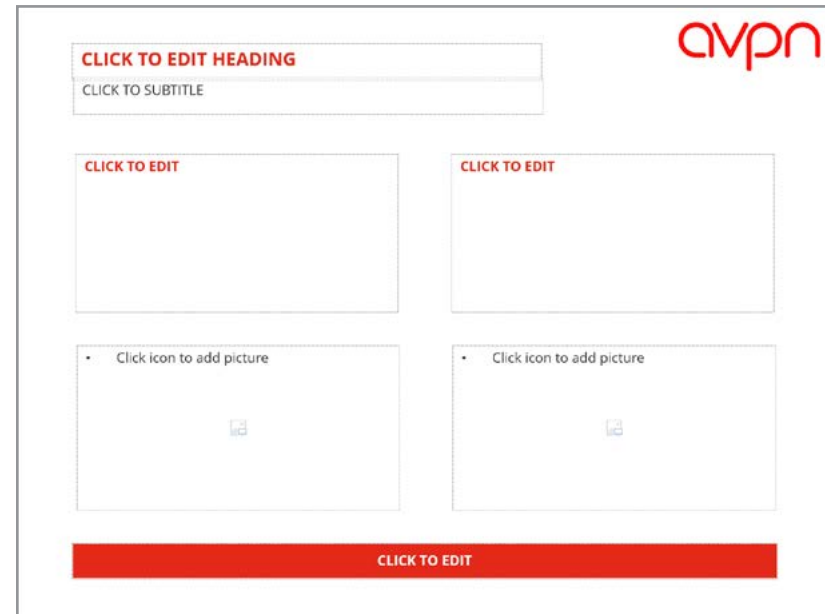 avpn
CLICK TO EDIT HEADING
CLICK TO SUBTITLE
CLICK TO EDIT
CLICK TO EDIT
• Click icon to add picture
• Click icon to add picture
CLICK TO EDIT